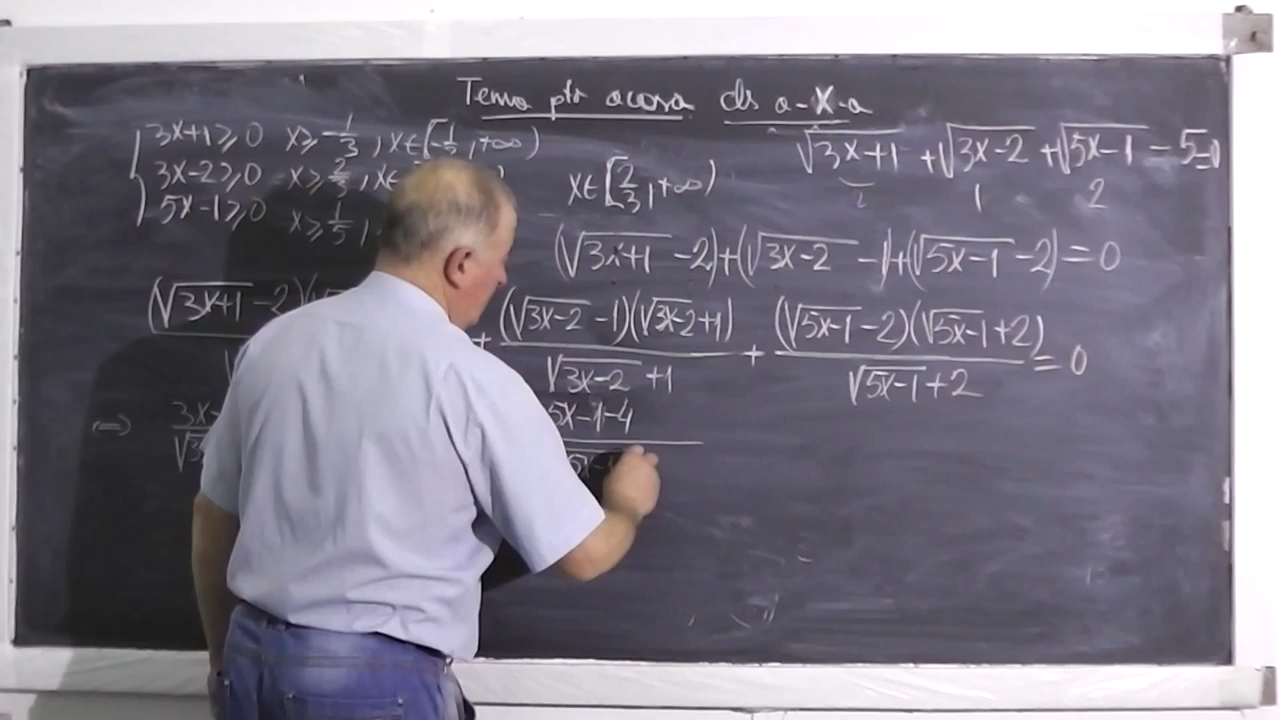 Tema ptr acasa cls a-X-a
3x+1≥0 x≥-1/3, x∈[-1/3, +∞)
√3x+1 + √3x-2 + √5x-1 - 5=0
3x-2≥0 x≥2/3, x∈
x∈[2/3, +∞)
2 1 2
5x-1≥0 x≥1/5,
(√3x+1 -2)+(√3x-2 -1)+(√5x-1 -2)=0
(√3x+1 -2)( + (√3x-2 -1)(√3x-2+1)/√3x-2 +1 + (√5x-1 -2)(√5x-1+2)/√5x-1+2 = 0
⇒ 3x- 5x-1-4
√3 √5x-